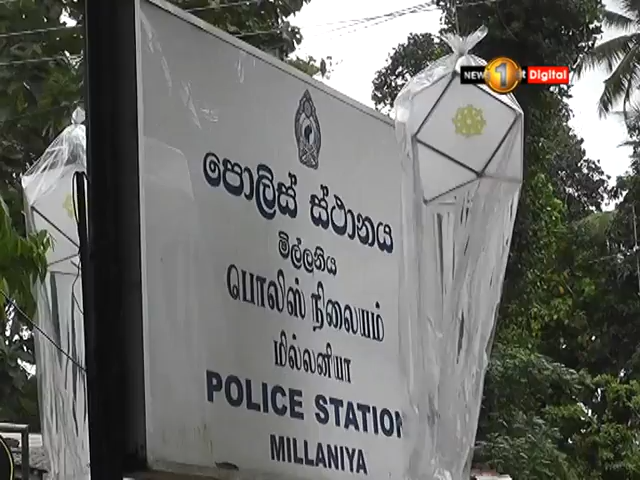 NEWS 1st Digital
පොලිස් ස්ථානය
මිල්ලනිය
பொலிஸ் நிலையம்
மில்லனியா
POLICE STATION
MILLANIYA